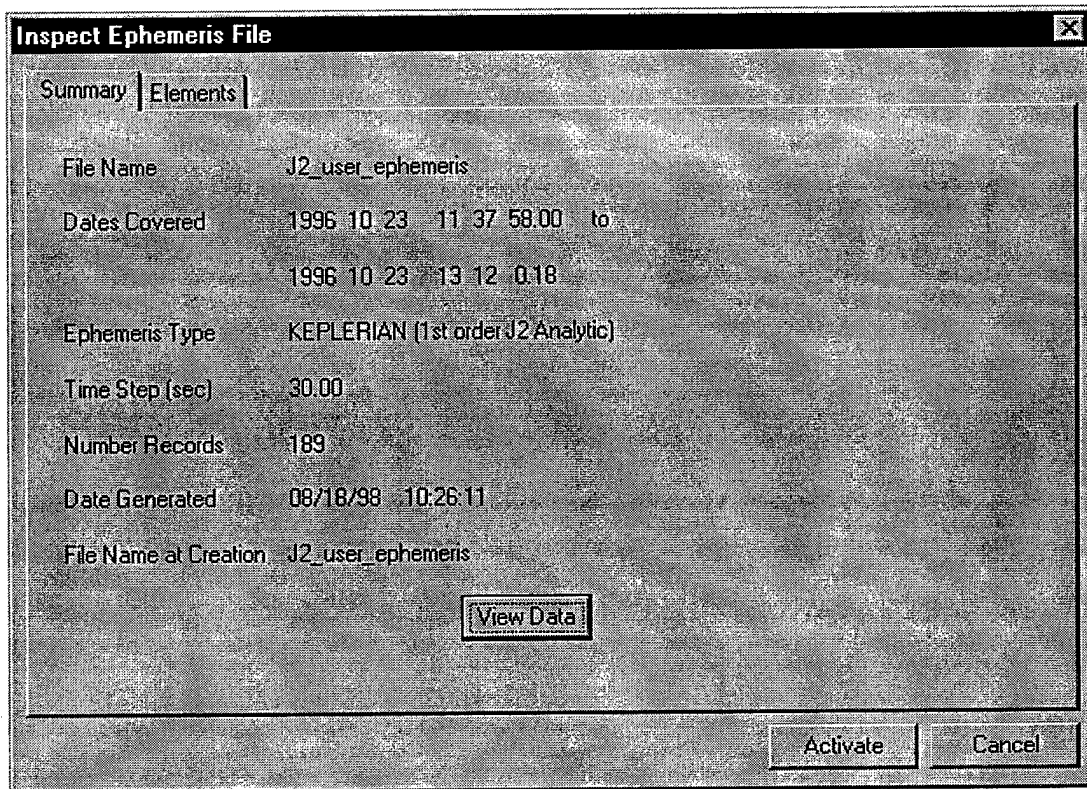 Inspect Ephemeris File
Summary Elements
File Name J2_user_ephemeris
Dates Covered 1996 10 23 11 37 58.00 to
1996 10 23 13 12 0.18
Ephemeris Type KEPLERIAN (1st order J2 Analytic)
Time Step (sec) 30.00
Number Records 189
Date Generated 08/18/98 10:26:11
File Name at Creation J2_user_ephemeris
View Data
Activate Cancel